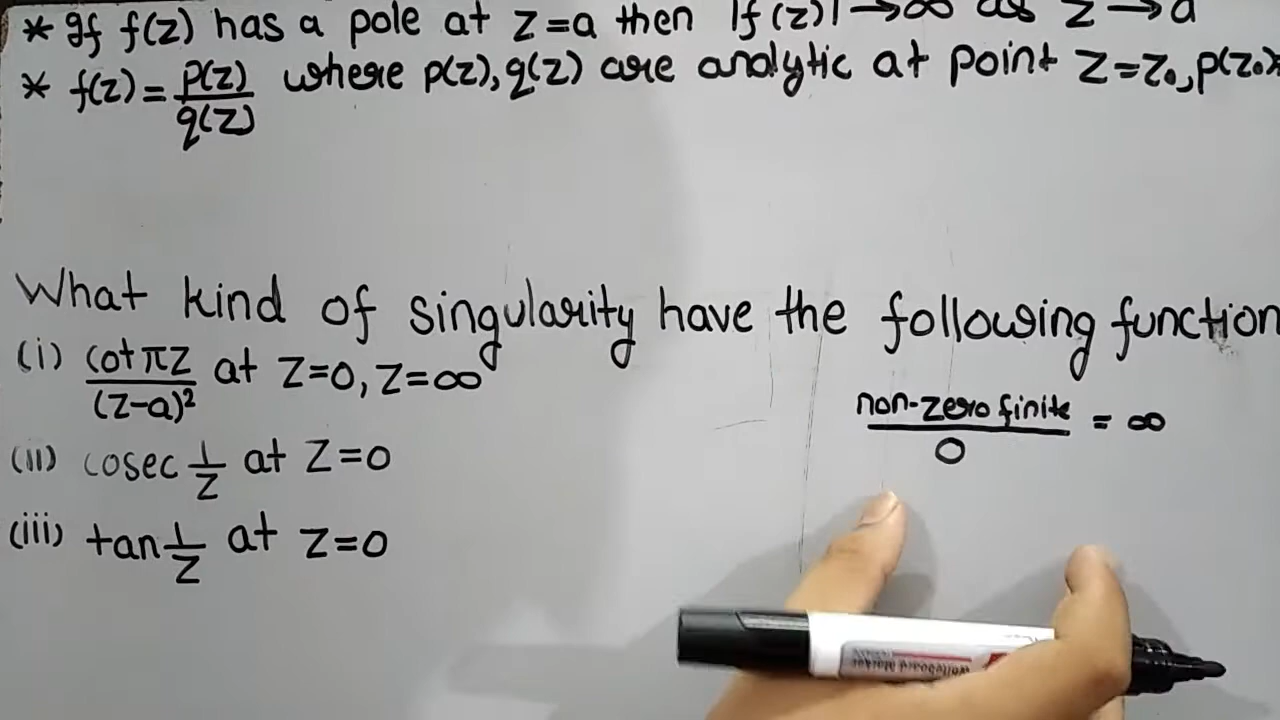 * If f(z) has a pole at z=a then |f(z)|→∞ as z→a
* f(z) = p(z)/q(z) where p(z), q(z) are analytic at point z=z₀, p(z₀)
What kind of singularity have the following function
(i) cot πz/(z-a)² at z=0, z=∞
non-zero finite/0 = ∞
(ii) cosec 1/z at z=0
(iii) tan 1/z at z=0